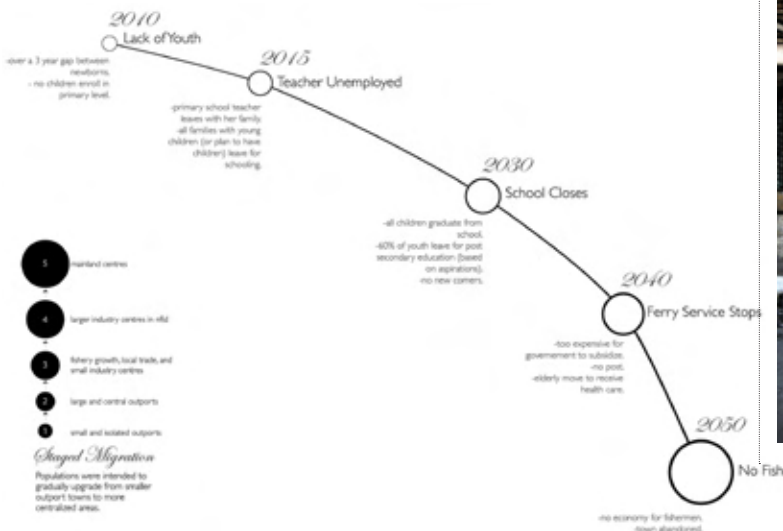 2010
Lack of Youth
-over a 3 year gap between
newborns.
- no children enroll in
primary level.
2015
Teacher Unemployed
-primary school teacher
leaves with her family.
-all families with young
children (or plan to have
children) leave for
schooling.
2030
School Closes
-all children graduate from
school.
-60% of youth leave for post
secondary education (based
on aspirations).
-no new comers.
2040
Ferry Service Stops
-too expensive for
governement to subsidize.
-no post.
-elderly move to receive
health care.
2050
No Fish
-no economy for fishermen.
town abandoned.
5
mainland centres
4
larger industry centres in nfld
3
fishery growth, local trade, and
small industry centres
2
large and central outports
1
small and isolated outports
Staged Migration
Populations were intended to
gradually upgrade from smaller
outport towns to more
centralized areas.